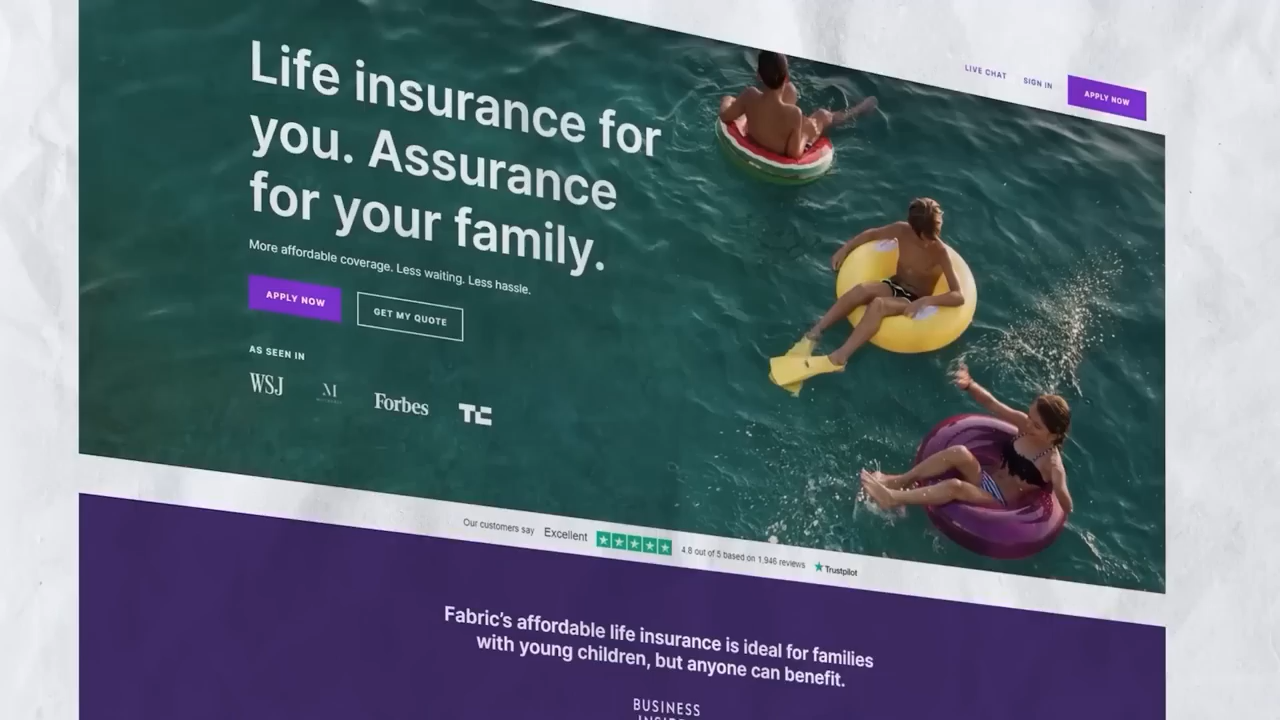 LIVE CHAT
SIGN IN
APPLY NOW
Life insurance for
you. Assurance
for your family.
More affordable coverage. Less waiting. Less hassle.
APPLY NOW
GET MY QUOTE
AS SEEN IN
WSJ
M
Forbes
TC
Our customers say Excellent 4.8 out of 5 based on 1,946 reviews Trustpilot
Fabric's affordable life insurance is ideal for families
with young children, but anyone can benefit.
BUSINESS